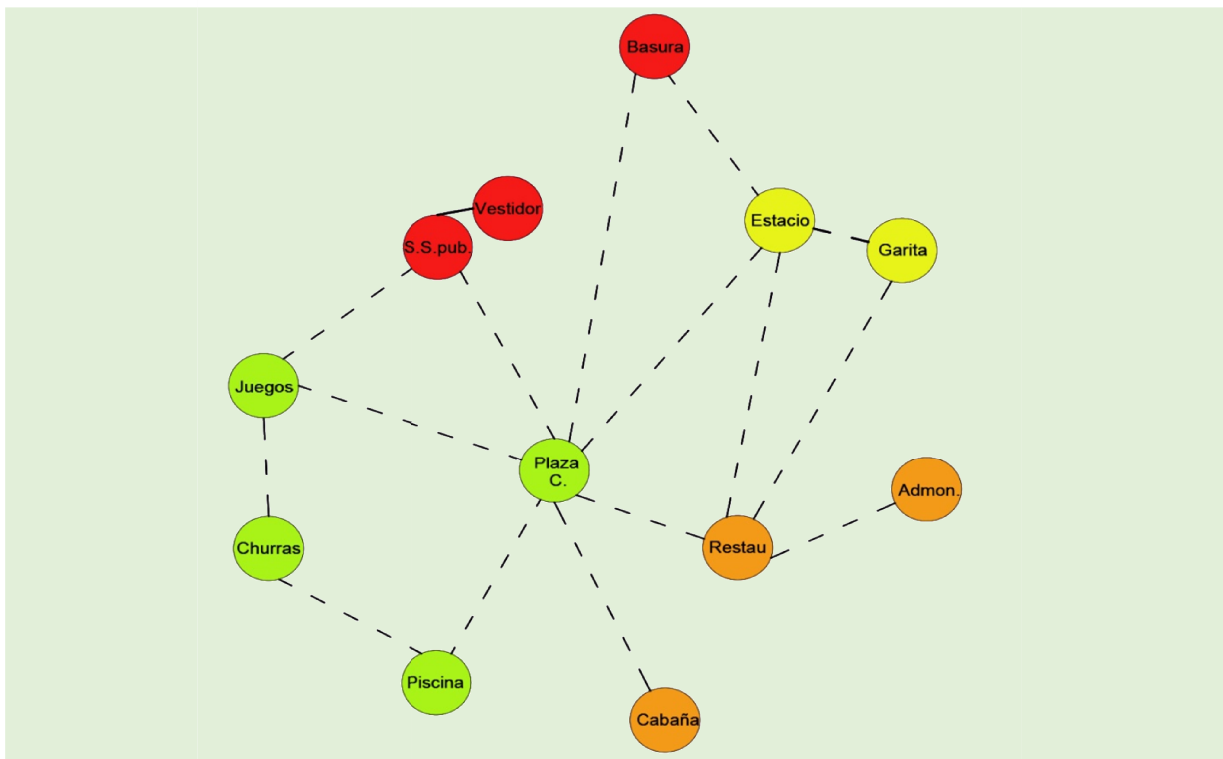 Basura
Vestidor
Estacio
S.S.pub.
Garita
Juegos
Plaza
C.
Admon.
Churras
Restau
Piscina
Cabaña